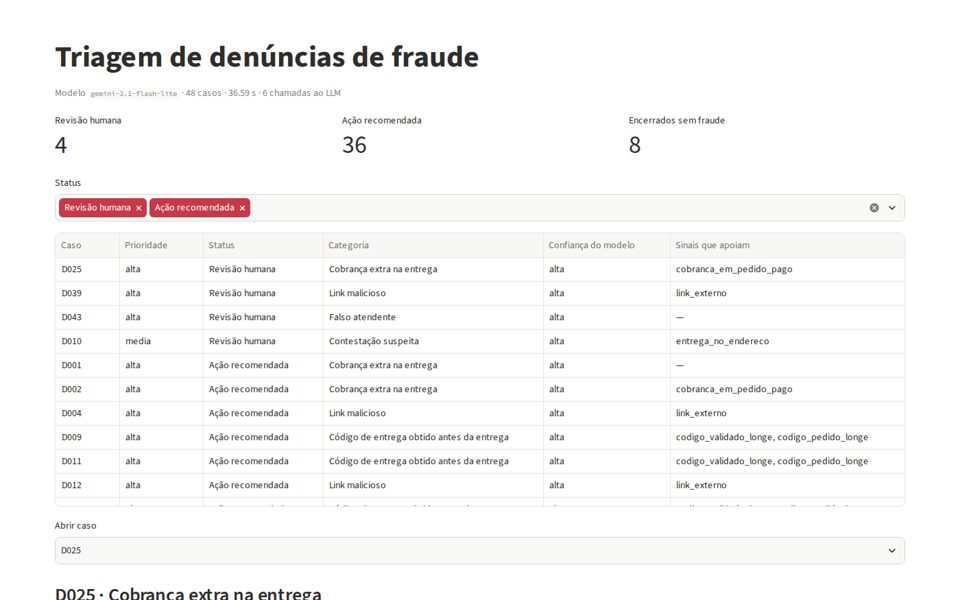 Triagem de denúncias de fraude
Modelo gemini-3.1-flash-lite · 48 casos · 36.59 s · 6 chamadas ao LLM
Revisão humana Ação recomendada Encerrados sem fraude
4 36 8
Status
Revisão humana × Ação recomendada ×
Caso Prioridade Status Categoria Confiança do modelo Sinais que apoiam
D025 alta Revisão humana Cobrança extra na entrega alta cobranca_em_pedido_pago
D039 alta Revisão humana Link malicioso alta link_externo
D043 alta Revisão humana Falso atendente alta —
D010 media Revisão humana Contestação suspeita alta entrega_no_endereco
D001 alta Ação recomendada Cobrança extra na entrega alta —
D002 alta Ação recomendada Cobrança extra na entrega alta cobranca_em_pedido_pago
D004 alta Ação recomendada Link malicioso alta link_externo
D009 alta Ação recomendada Código de entrega obtido antes da entrega alta codigo_validado_longe, codigo_pedido_longe
D011 alta Ação recomendada Código de entrega obtido antes da entrega alta codigo_validado_longe, codigo_pedido_longe
D012 alta Ação recomendada Link malicioso alta link_externo
Abrir caso
D025
D025 · Cobrança extra na entrega